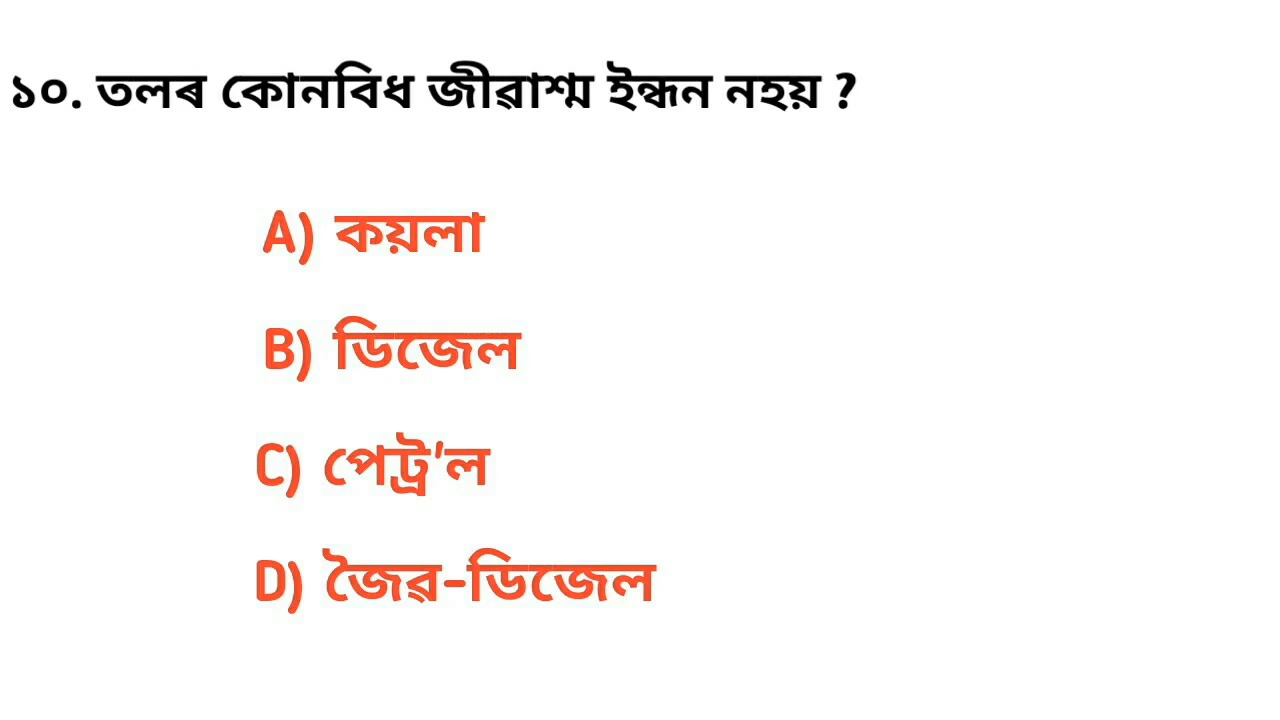 ১০. তলৰ কোনবিধ জীৱাশ্ম ইন্ধন নহয় ?
A) কয়লা
B) ডিজেল
C) পেট্ৰ'ল
D) জৈৱ-ডিজেল